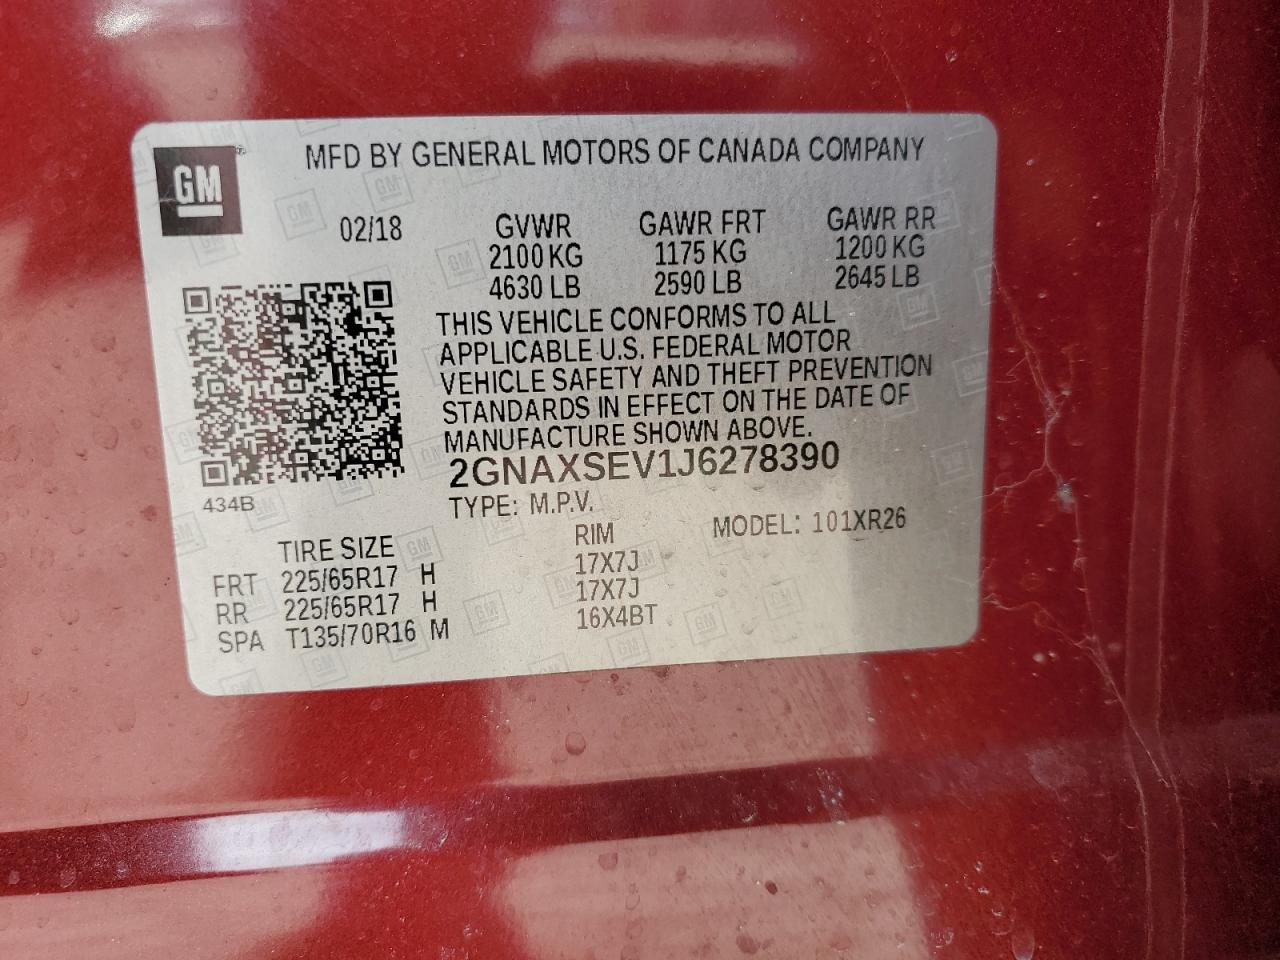 GM
MFD BY GENERAL MOTORS OF CANADA COMPANY
02/18 GVWR GAWR FRT GAWR RR
2100 KG 1175 KG 1200 KG
4630 LB 2590 LB 2645 LB
THIS VEHICLE CONFORMS TO ALL
APPLICABLE U.S. FEDERAL MOTOR
VEHICLE SAFETY AND THEFT PREVENTION
STANDARDS IN EFFECT ON THE DATE OF
MANUFACTURE SHOWN ABOVE.
2GNAXSEV1J6278390
434B
TYPE: M.P.V. MODEL: 101XR26
TIRE SIZE RIM
FRT 225/65R17 H 17X7J
RR 225/65R17 H 17X7J
SPA T135/70R16 M 16X4BT